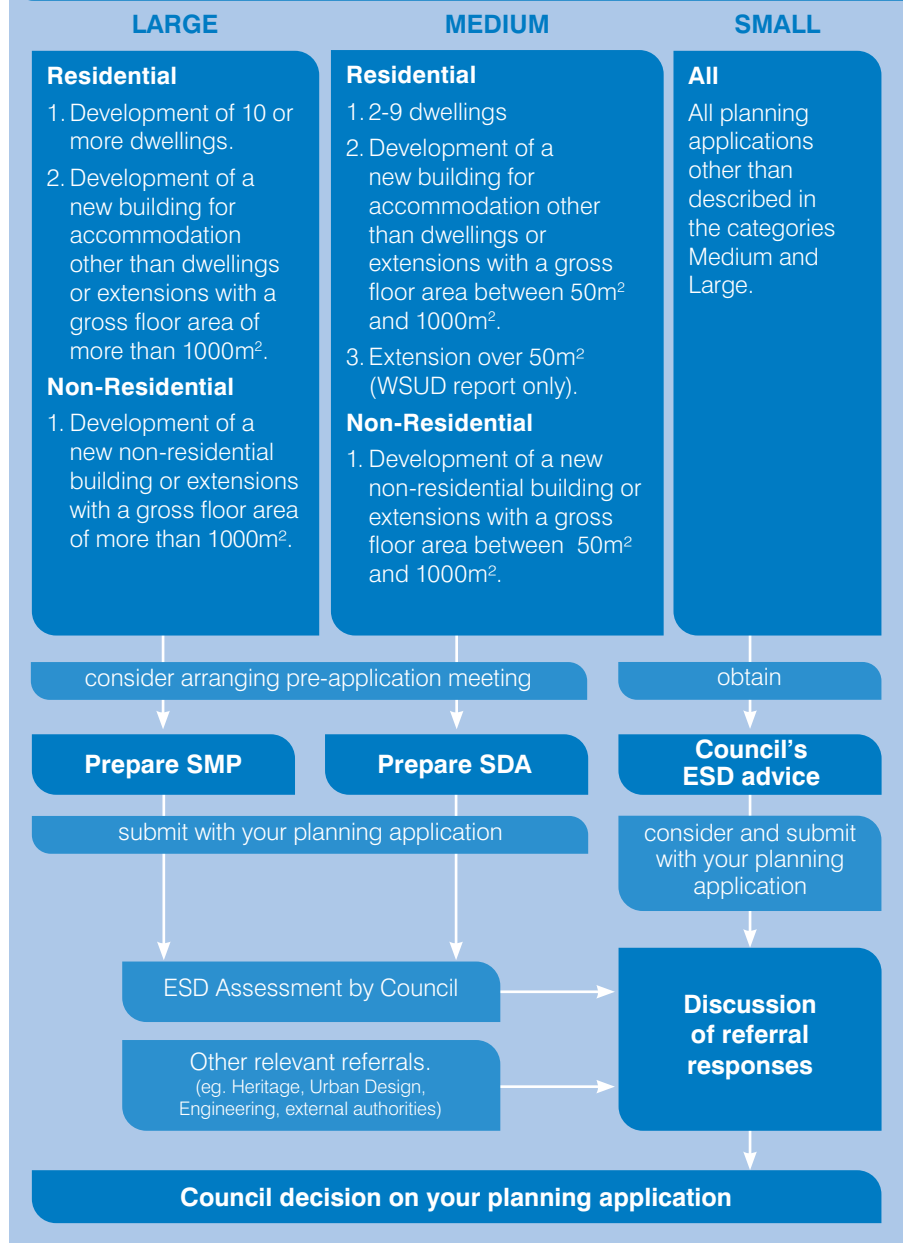 LARGE
MEDIUM
SMALL
Residential
1. Development of 10 or
more dwellings.
2. Development of a
new building for
accommodation
other than dwellings
or extensions with a
gross floor area of
more than 1000m².
Non-Residential
1. Development of a
new non-residential
building or extensions
with a gross floor area
of more than 1000m².
Residential
1. 2-9 dwellings
2. Development of a
new building for
accommodation other
than dwellings or
extensions with a gross
floor area between 50m²
and 1000m².
3. Extension over 50m²
(WSUD report only).
Non-Residential
1. Development of a new
non-residential building or
extensions with a gross
floor area between 50m²
and 1000m².
All
All planning
applications
other than
described in
the categories
Medium and
Large.
consider arranging pre-application meeting
obtain
Prepare SMP
Prepare SDA
Council's
ESD advice
submit with your planning application
consider and submit
with your planning
application
ESD Assessment by Council
Other relevant referrals.
(eg. Heritage, Urban Design,
Engineering, external authorities)
Discussion
of referral
responses
Council decision on your planning application